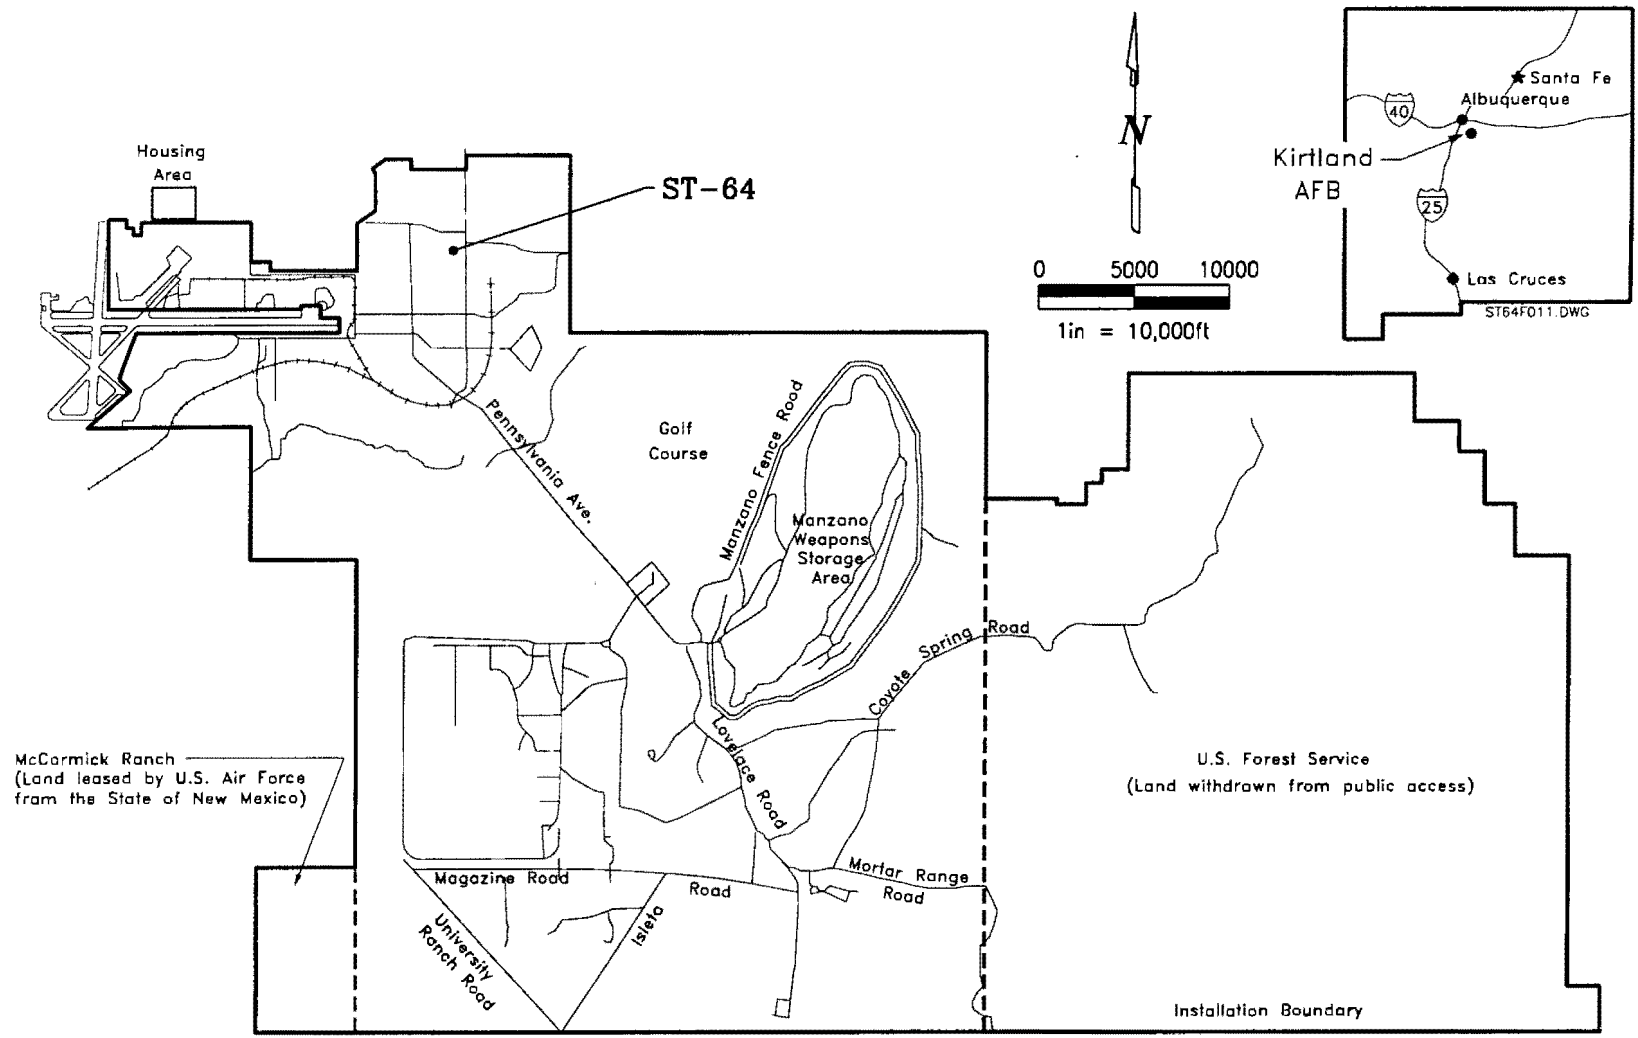 Housing
Area
ST-64
N
0 5000 10000
1in = 10,000ft
Santa Fe
Albuquerque
40
Kirtland
AFB
25
Las Cruces
ST64F011.DWG
Pennsylvania Ave.
Golf
Course
Manzano Fence Road
Manzano
Weapons
Storage
Area
Coyote Spring Road
Lovelace Road
McCormick Ranch
(Land leased by U.S. Air Force
from the State of New Mexico)
U.S. Forest Service
(Land withdrawn from public access)
Magazine Road
Isleta Road
Mortar Range
Road
University
Ranch Road
Installation Boundary